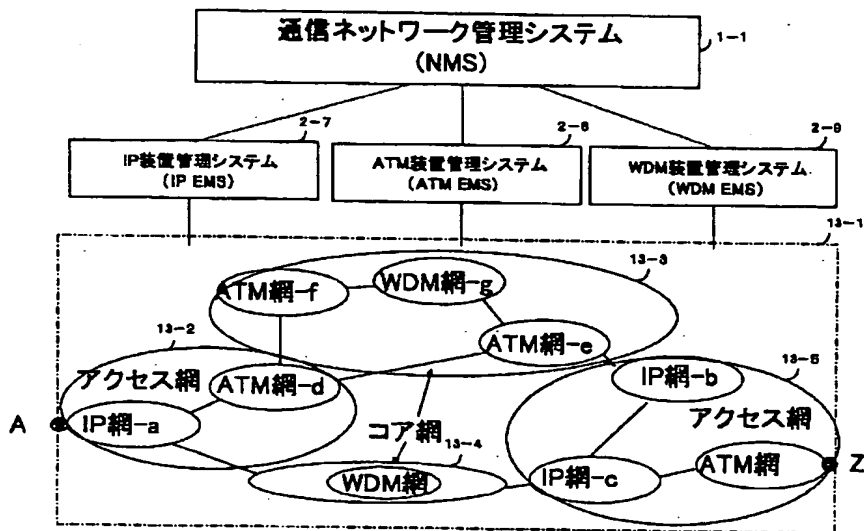 通信ネットワーク管理システム
(NMS)
1-1
2-7
2-8
2-9
IP装置管理システム
(IP EMS)
ATM装置管理システム
(ATM EMS)
WDM装置管理システム
(WDM EMS)
13-1
13-3
ATM網-f
WDM網-g
13-2
ATM網-e
13-5
アクセス網
ATM網-d
IP網-b
A
IP網-a
コア網
アクセス網
13-4
WDM網
IP網-c
ATM網
Z